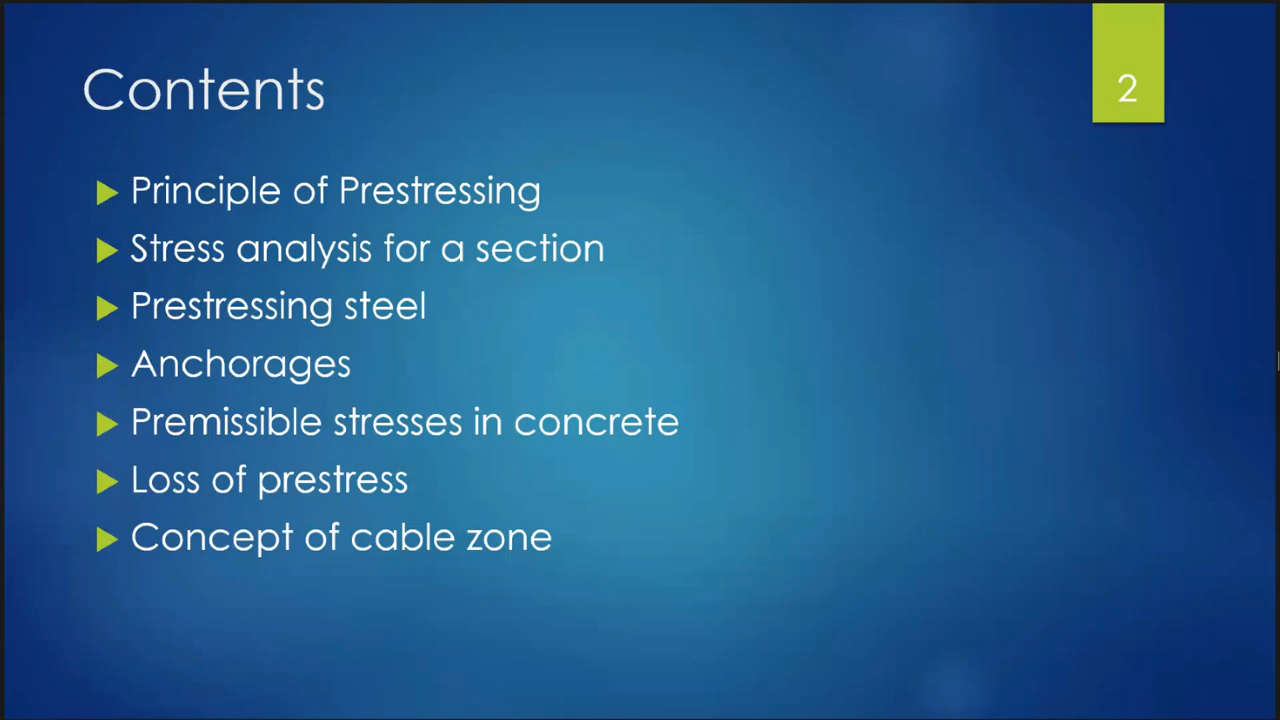 Contents
2
Principle of Prestressing
Stress analysis for a section
Prestressing steel
Anchorages
Premissible stresses in concrete
Loss of prestress
Concept of cable zone